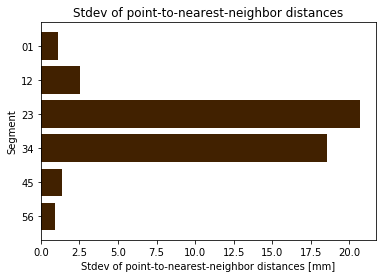 Stdev of point-to-nearest-neighbor distances
Segment
01
12
23
34
45
56
0.0 2.5 5.0 7.5 10.0 12.5 15.0 17.5 20.0
Stdev of point-to-nearest-neighbor distances [mm]